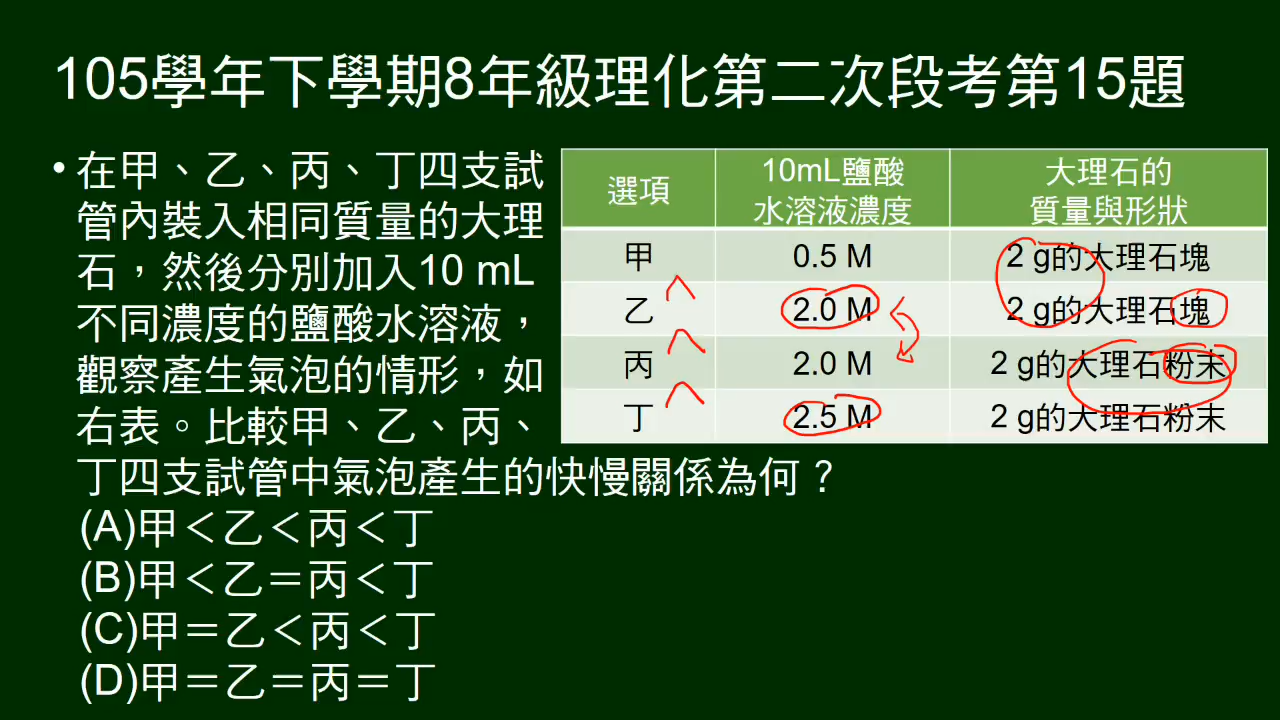 105學年下學期8年級理化第二次段考第15題
• 在甲、乙、丙、丁四支試
管內裝入相同質量的大理
石，然後分別加入10 mL
不同濃度的鹽酸水溶液，
觀察產生氣泡的情形，如
右表。比較甲、乙、丙、
丁四支試管中氣泡產生的快慢關係為何？
(A)甲＜乙＜丙＜丁
(B)甲＜乙＝丙＜丁
(C)甲＝乙＜丙＜丁
(D)甲＝乙＝丙＝丁
選項 10mL鹽酸水溶液濃度 大理石的質量與形狀
甲 0.5 M 2 g的大理石塊
乙 2.0 M 2 g的大理石塊
丙 2.0 M 2 g的大理石粉末
丁 2.5 M 2 g的大理石粉末